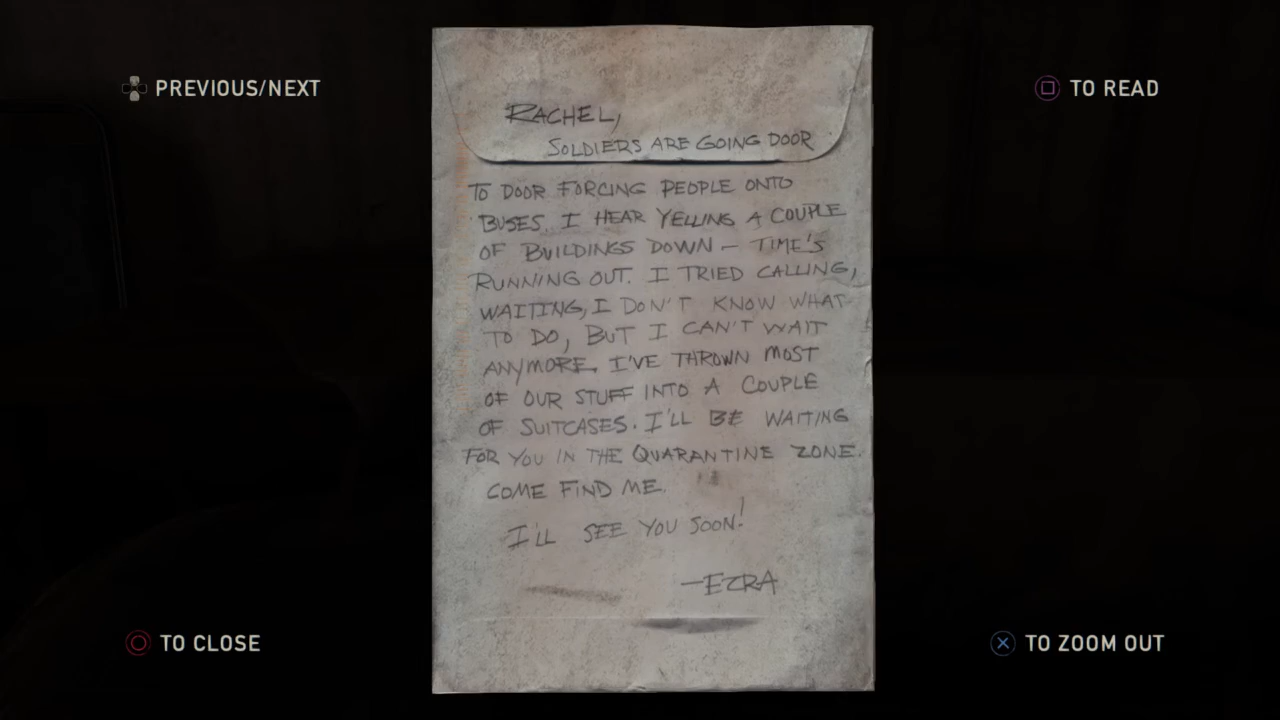 PREVIOUS/NEXT
TO READ
RACHEL,
SOLDIERS ARE GOING DOOR
TO DOOR FORCING PEOPLE ONTO
BUSES. I HEAR YELLING A COUPLE
OF BUILDINGS DOWN – TIME'S
RUNNING OUT. I TRIED CALLING,
WAITING, I DON'T KNOW WHAT
TO DO, BUT I CAN'T WAIT
ANYMORE. I'VE THROWN MOST
OF OUR STUFF INTO A COUPLE
OF SUITCASES. I'LL BE WAITING
FOR YOU IN THE QUARANTINE ZONE.
COME FIND ME.
I'LL SEE YOU SOON!
—EZRA
TO CLOSE
TO ZOOM OUT